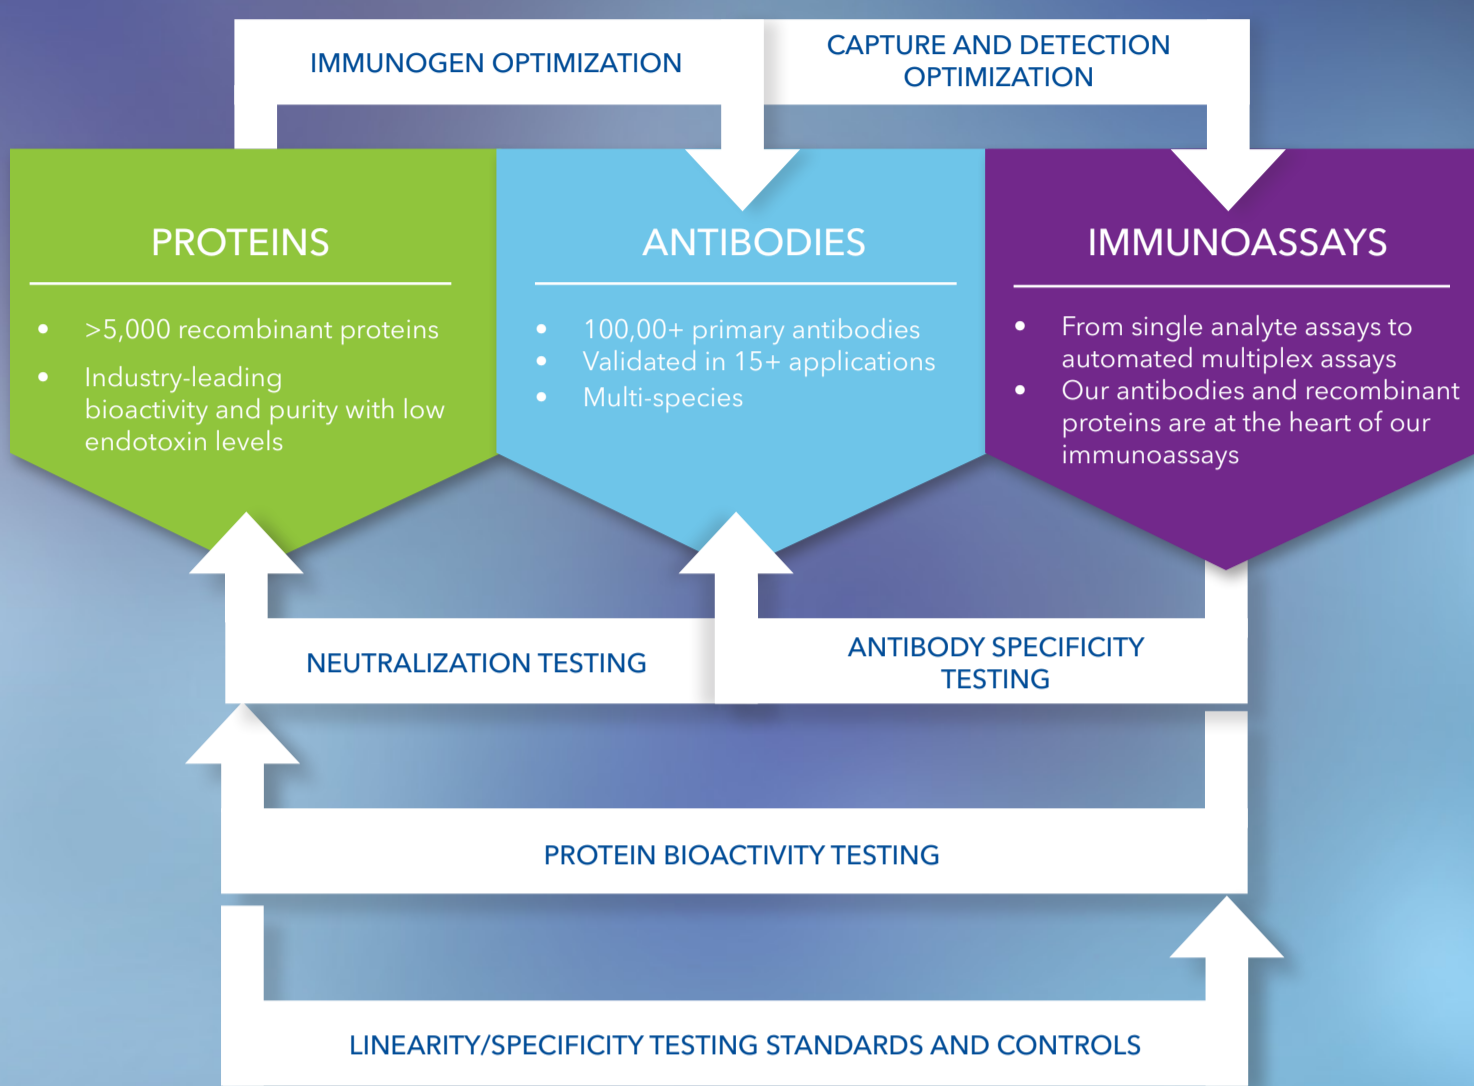 IMMUNOGEN OPTIMIZATION
CAPTURE AND DETECTION
OPTIMIZATION
PROTEINS
• >5,000 recombinant proteins
• Industry-leading
bioactivity and purity with low
endotoxin levels
ANTIBODIES
• 100,00+ primary antibodies
• Validated in 15+ applications
• Multi-species
IMMUNOASSAYS
• From single analyte assays to
automated multiplex assays
• Our antibodies and recombinant
proteins are at the heart of our
immunoassays
NEUTRALIZATION TESTING
ANTIBODY SPECIFICITY
TESTING
PROTEIN BIOACTIVITY TESTING
LINEARITY/SPECIFICITY TESTING STANDARDS AND CONTROLS